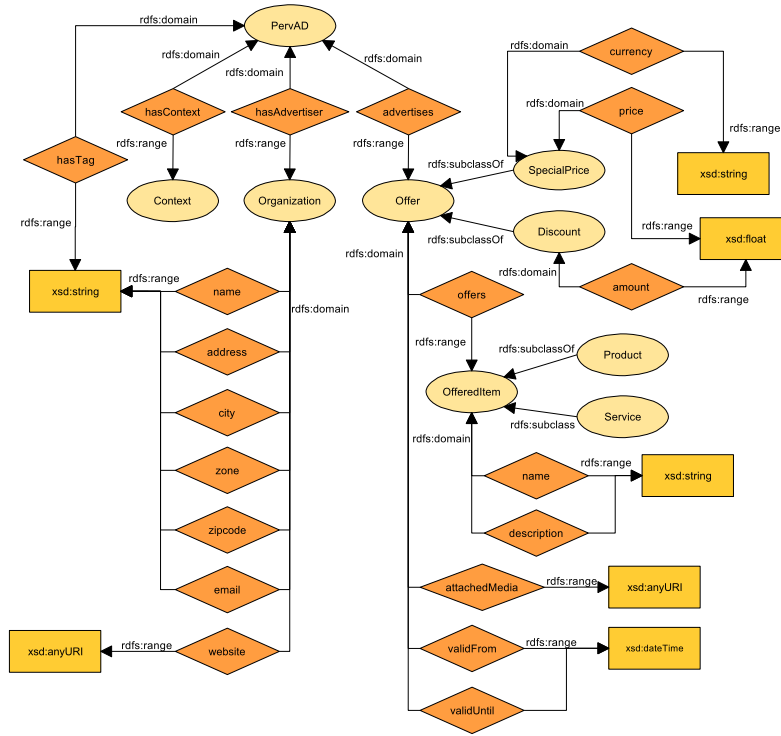 PervAD
rdfs:domain
rdfs:domain
rdfs:domain
rdfs:domain
rdfs:domain
currency
hasContext
hasAdvertiser
advertises
rdfs:domain
price
rdfs:range
rdfs:range
rdfs:range
rdfs:range
hasTag
rdfs:subclassOf
SpecialPrice
xsd:string
rdfs:range
Context
Organization
Offer
rdfs:range
rdfs:subclassOf
Discount
xsd:float
rdfs:domain
rdfs:domain
rdfs:range
xsd:string
rdfs:range
name
rdfs:domain
offers
amount
rdfs:range
address
rdfs:range
rdfs:subclassOf
Product
OfferedItem
city
rdfs:subclass
Service
rdfs:domain
zone
name
rdfs:range
xsd:string
zipcode
description
email
attachedMedia
rdfs:range
xsd:anyURI
xsd:anyURI
rdfs:range
website
validFrom
rdfs:range
xsd:dateTime
validUntil